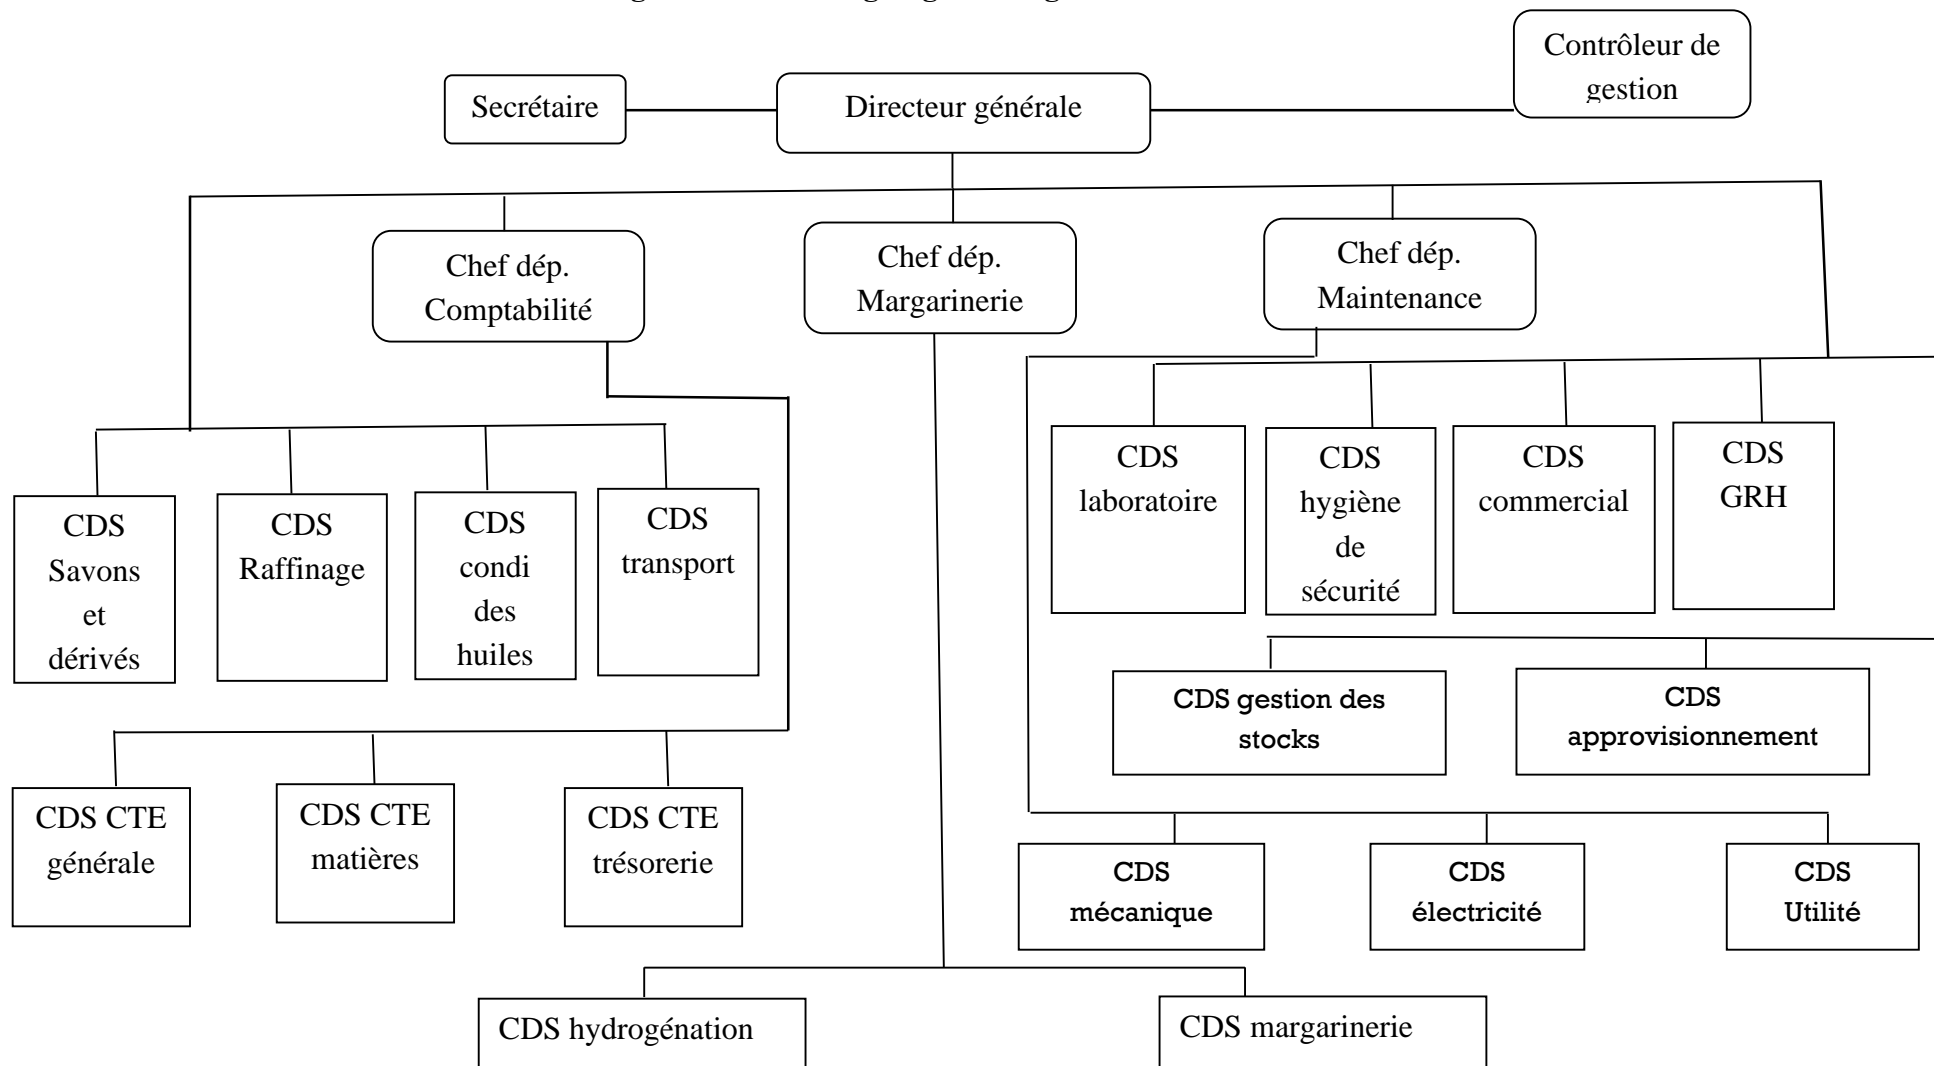 Contrôleur de
gestion
Secrétaire
Directeur générale
Chef dép.
Comptabilité
Chef dép.
Margarinerie
Chef dép.
Maintenance
CDS
laboratoire
CDS
hygiène
de
sécurité
CDS
commercial
CDS
GRH
CDS
Savons
et
dérivés
CDS
Raffinage
CDS
condi
des
huiles
CDS
transport
CDS gestion des
stocks
CDS
approvisionnement
CDS CTE
générale
CDS CTE
matières
CDS CTE
trésorerie
CDS
mécanique
CDS
électricité
CDS
Utilité
CDS hydrogénation
CDS margarinerie